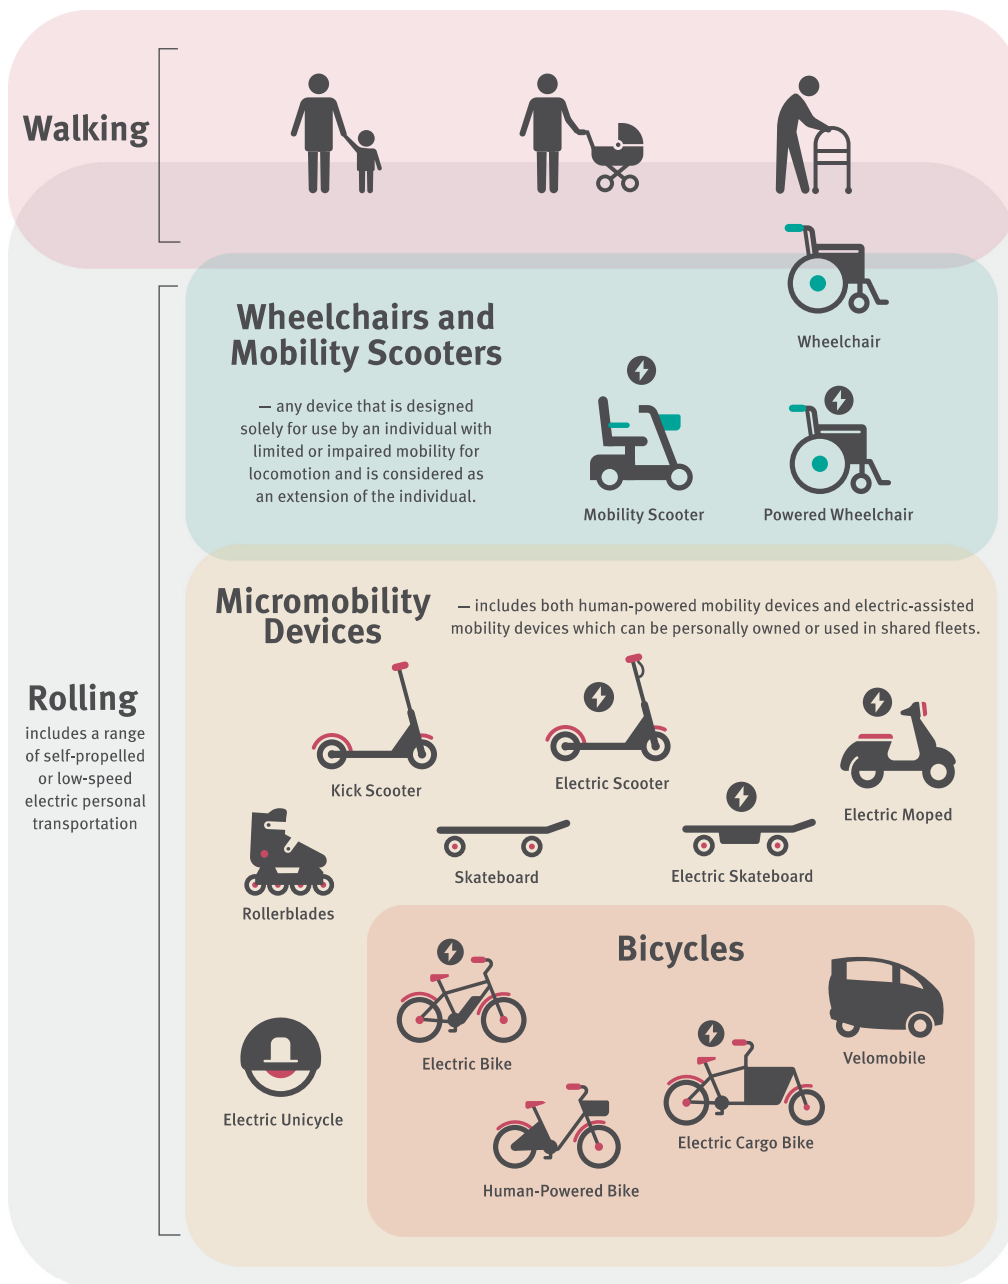 Walking
Wheelchairs and
Mobility Scooters
— any device that is designed
solely for use by an individual with
limited or impaired mobility for
locomotion and is considered as
an extension of the individual.
Wheelchair
Mobility Scooter
Powered Wheelchair
Rolling
includes a range
of self-propelled
or low-speed
electric personal
transportation
Micromobility
Devices
— includes both human-powered mobility devices and electric-assisted
mobility devices which can be personally owned or used in shared fleets.
Kick Scooter
Electric Scooter
Electric Moped
Skateboard
Electric Skateboard
Rollerblades
Electric Unicycle
Bicycles
Electric Bike
Velomobile
Electric Cargo Bike
Human-Powered Bike